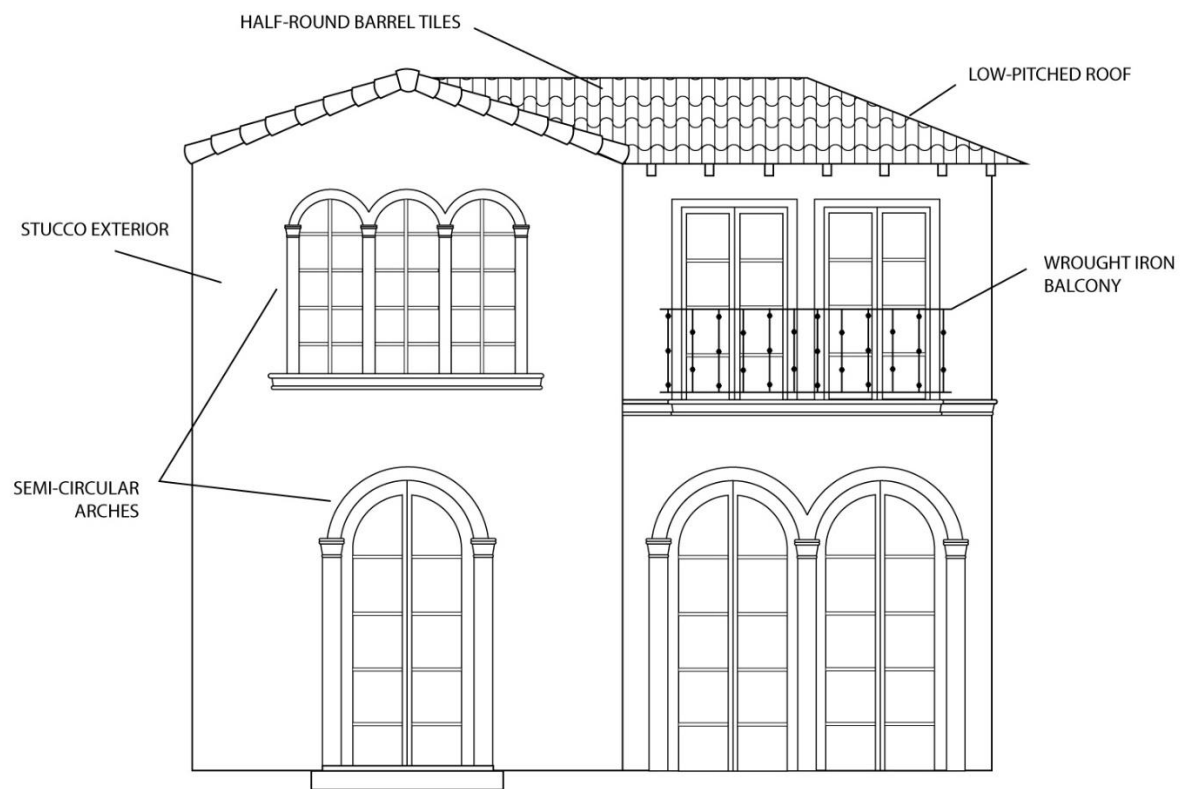 HALF-ROUND BARREL TILES
LOW-PITCHED ROOF
STUCCO EXTERIOR
WROUGHT IRON
BALCONY
SEMI-CIRCULAR
ARCHES